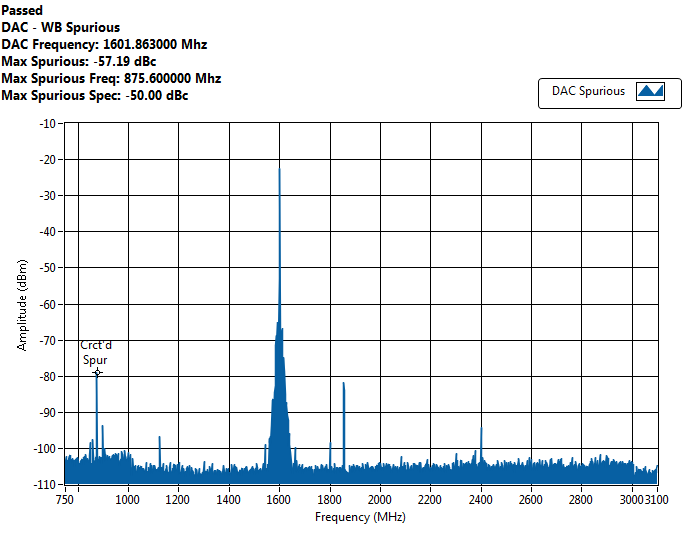 Passed
DAC - WB Spurious
DAC Frequency: 1601.863000 Mhz
Max Spurious: -57.19 dBc
Max Spurious Freq: 875.600000 Mhz
Max Spurious Spec: -50.00 dBc
DAC Spurious
-10
-20
-30
-40
-50
-60
-70
-80
-90
-100
-110
Amplitude (dBm)
Crct'd
Spur
750 1000 1200 1400 1600 1800 2000 2200 2400 2600 2800 3000 3100
Frequency (MHz)